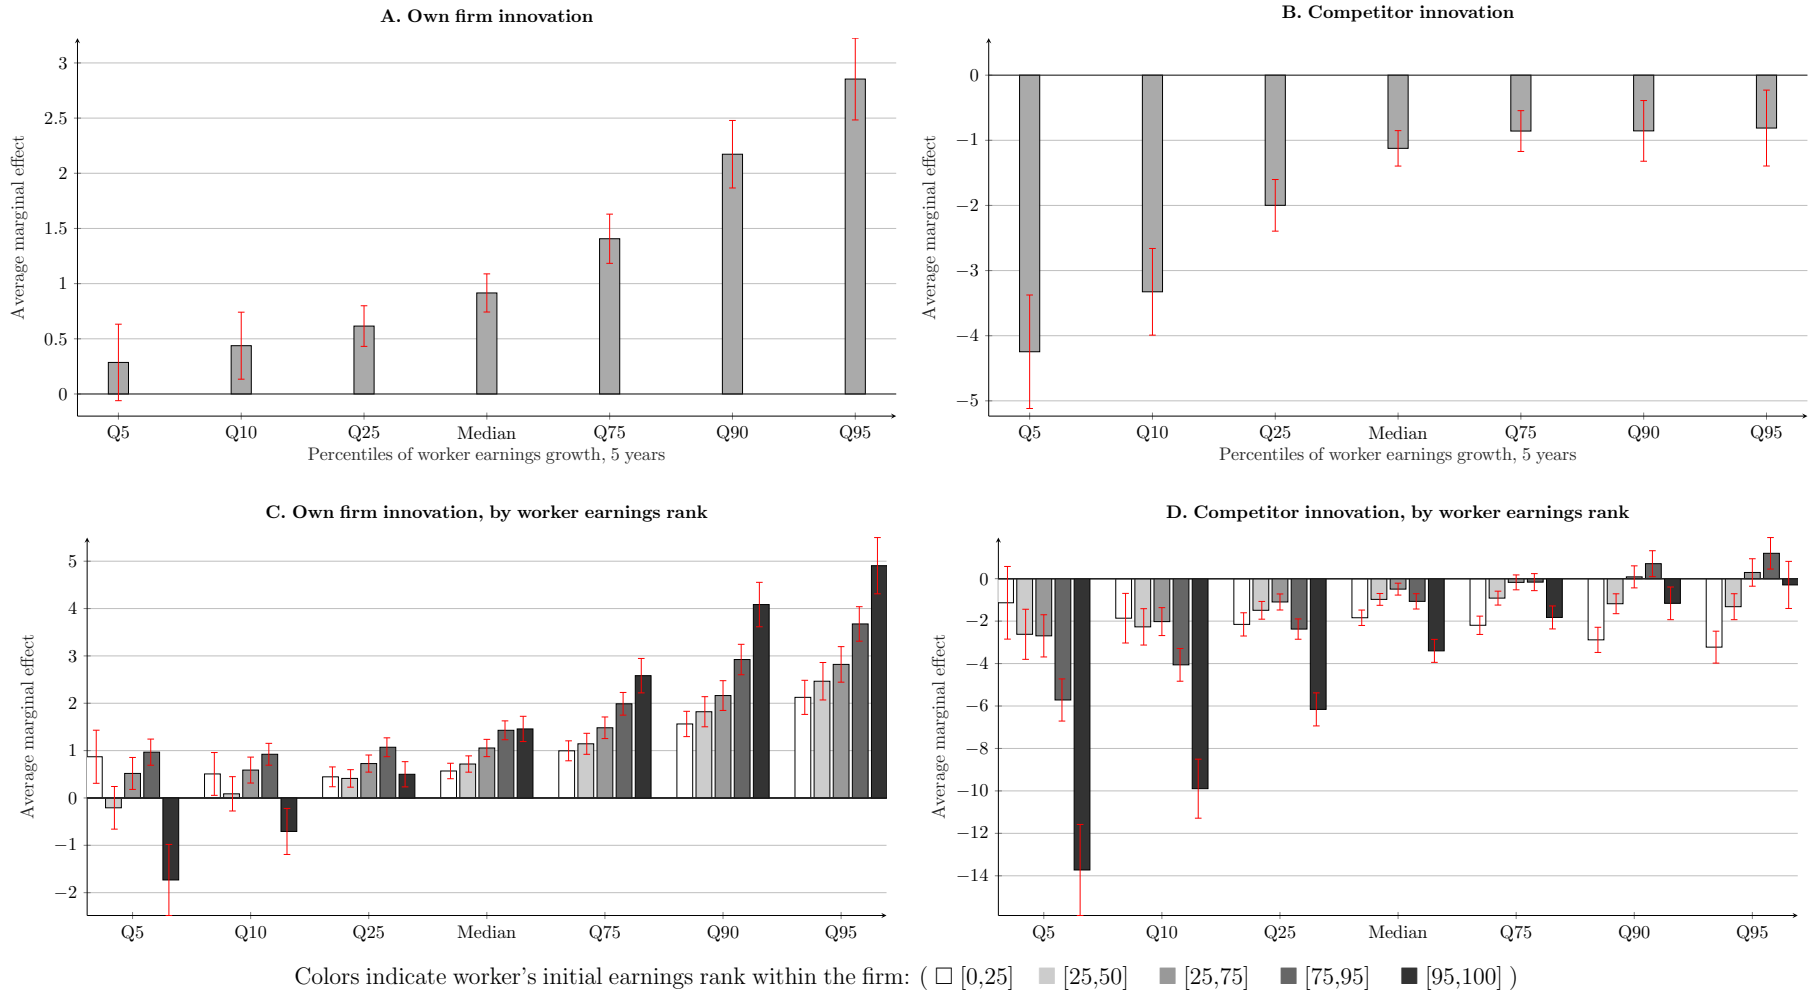 A. Own firm innovation
Average marginal effect
3
2.5
2
1.5
1
0.5
0
Q5 Q10 Q25 Median Q75 Q90 Q95
Percentiles of worker earnings growth, 5 years
B. Competitor innovation
Average marginal effect
0
−1
−2
−3
−4
−5
Q5 Q10 Q25 Median Q75 Q90 Q95
Percentiles of worker earnings growth, 5 years
C. Own firm innovation, by worker earnings rank
Average marginal effect
5
4
3
2
1
0
−1
−2
Q5 Q10 Q25 Median Q75 Q90 Q95
D. Competitor innovation, by worker earnings rank
Average marginal effect
0
−2
−4
−6
−8
−10
−12
−14
Q5 Q10 Q25 Median Q75 Q90 Q95
Colors indicate worker's initial earnings rank within the firm: ( [0,25] [25,50] [25,75] [75,95] [95,100] )